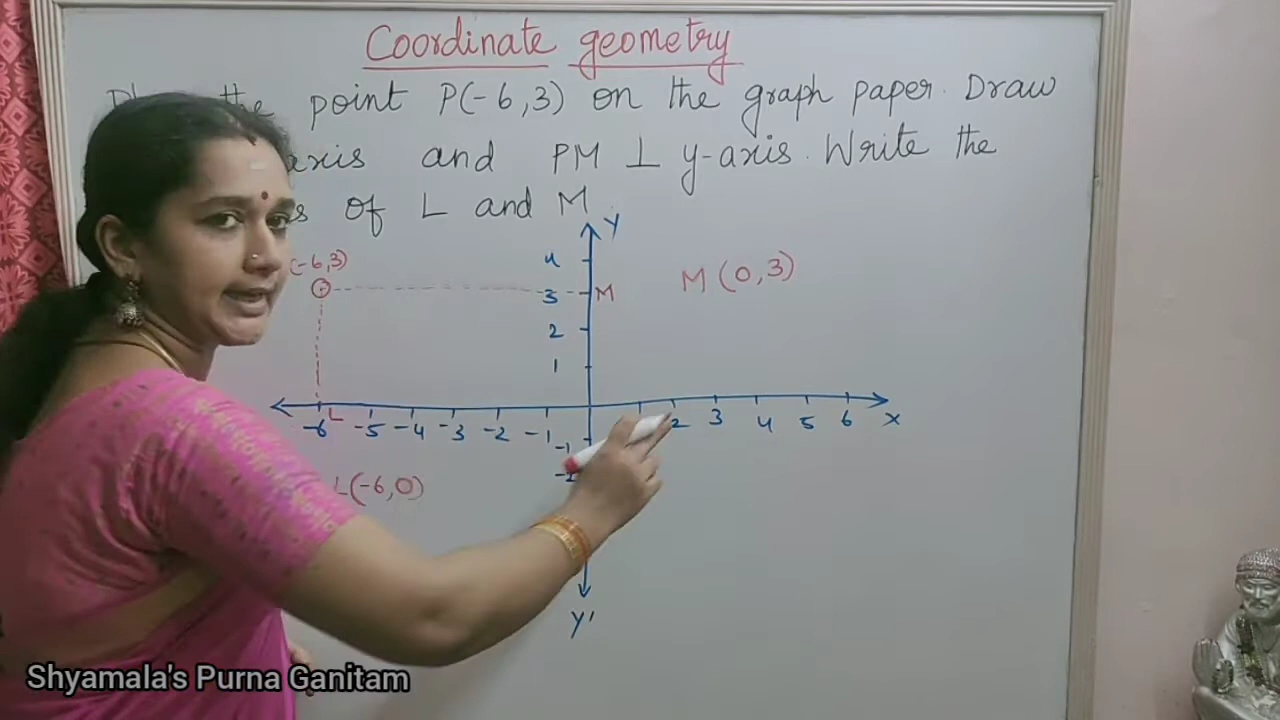 Coordinate geometry
the point P(-6,3) on the graph paper. Draw
axis and PM ⊥ y-axis. Write the
of L and M
Y
(-6,3)
4
M (0,3)
3 M
2
1
-6 L -5 -4 -3 -2 -1 2 3 4 5 6 X
-1
-2
L(-6,0)
Y'
Shyamala's Purna Ganitam